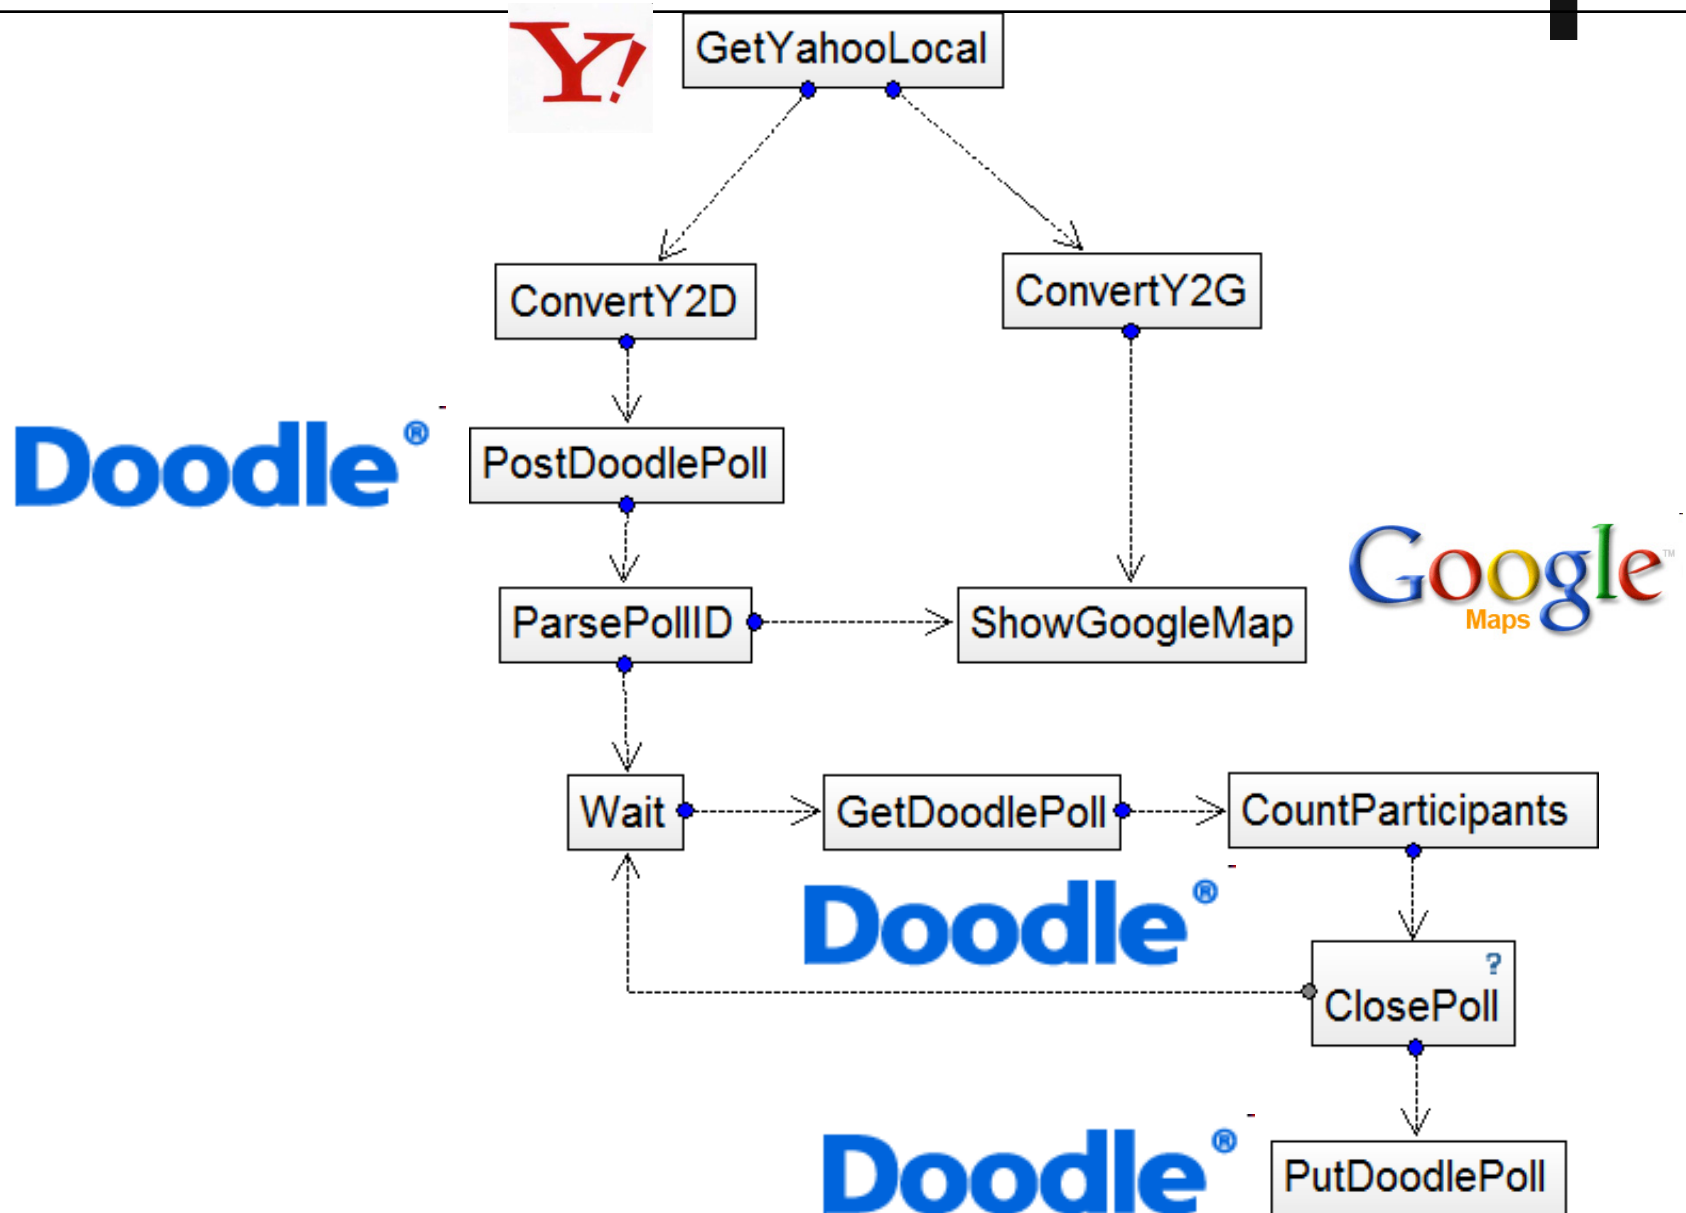 Y!
GetYahooLocal
ConvertY2D
ConvertY2G
Doodle®
PostDoodlePoll
Google™
Maps
ParsePollID
ShowGoogleMap
Wait
GetDoodlePoll
CountParticipants
Doodle®
?
ClosePoll
Doodle®
PutDoodlePoll